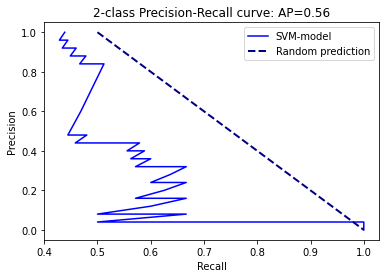 2-class Precision-Recall curve: AP=0.56
SVM-model
Random prediction
Precision
1.0
0.8
0.6
0.4
0.2
0.0
0.4 0.5 0.6 0.7 0.8 0.9 1.0
Recall